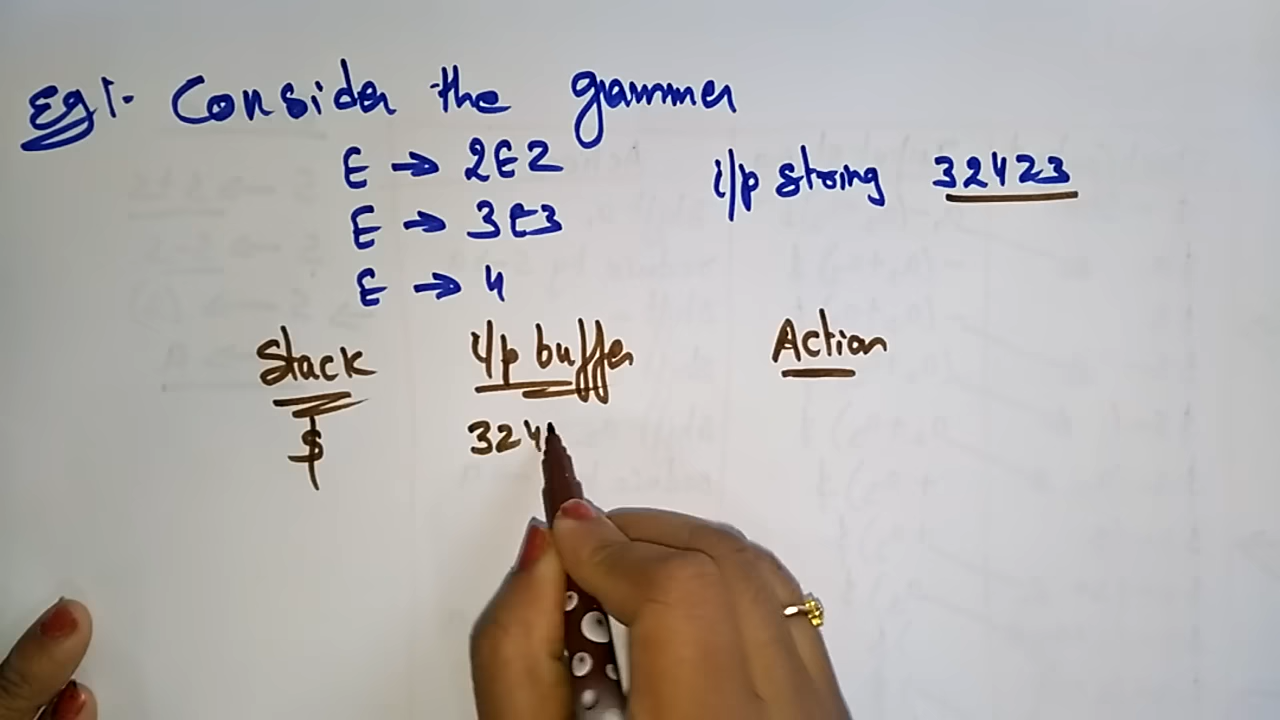 Eg1:- Consider the grammer
E → 2E2
i/p string 32423
E → 3E3
E → 4
Stack i/p buffer Action
$ 324